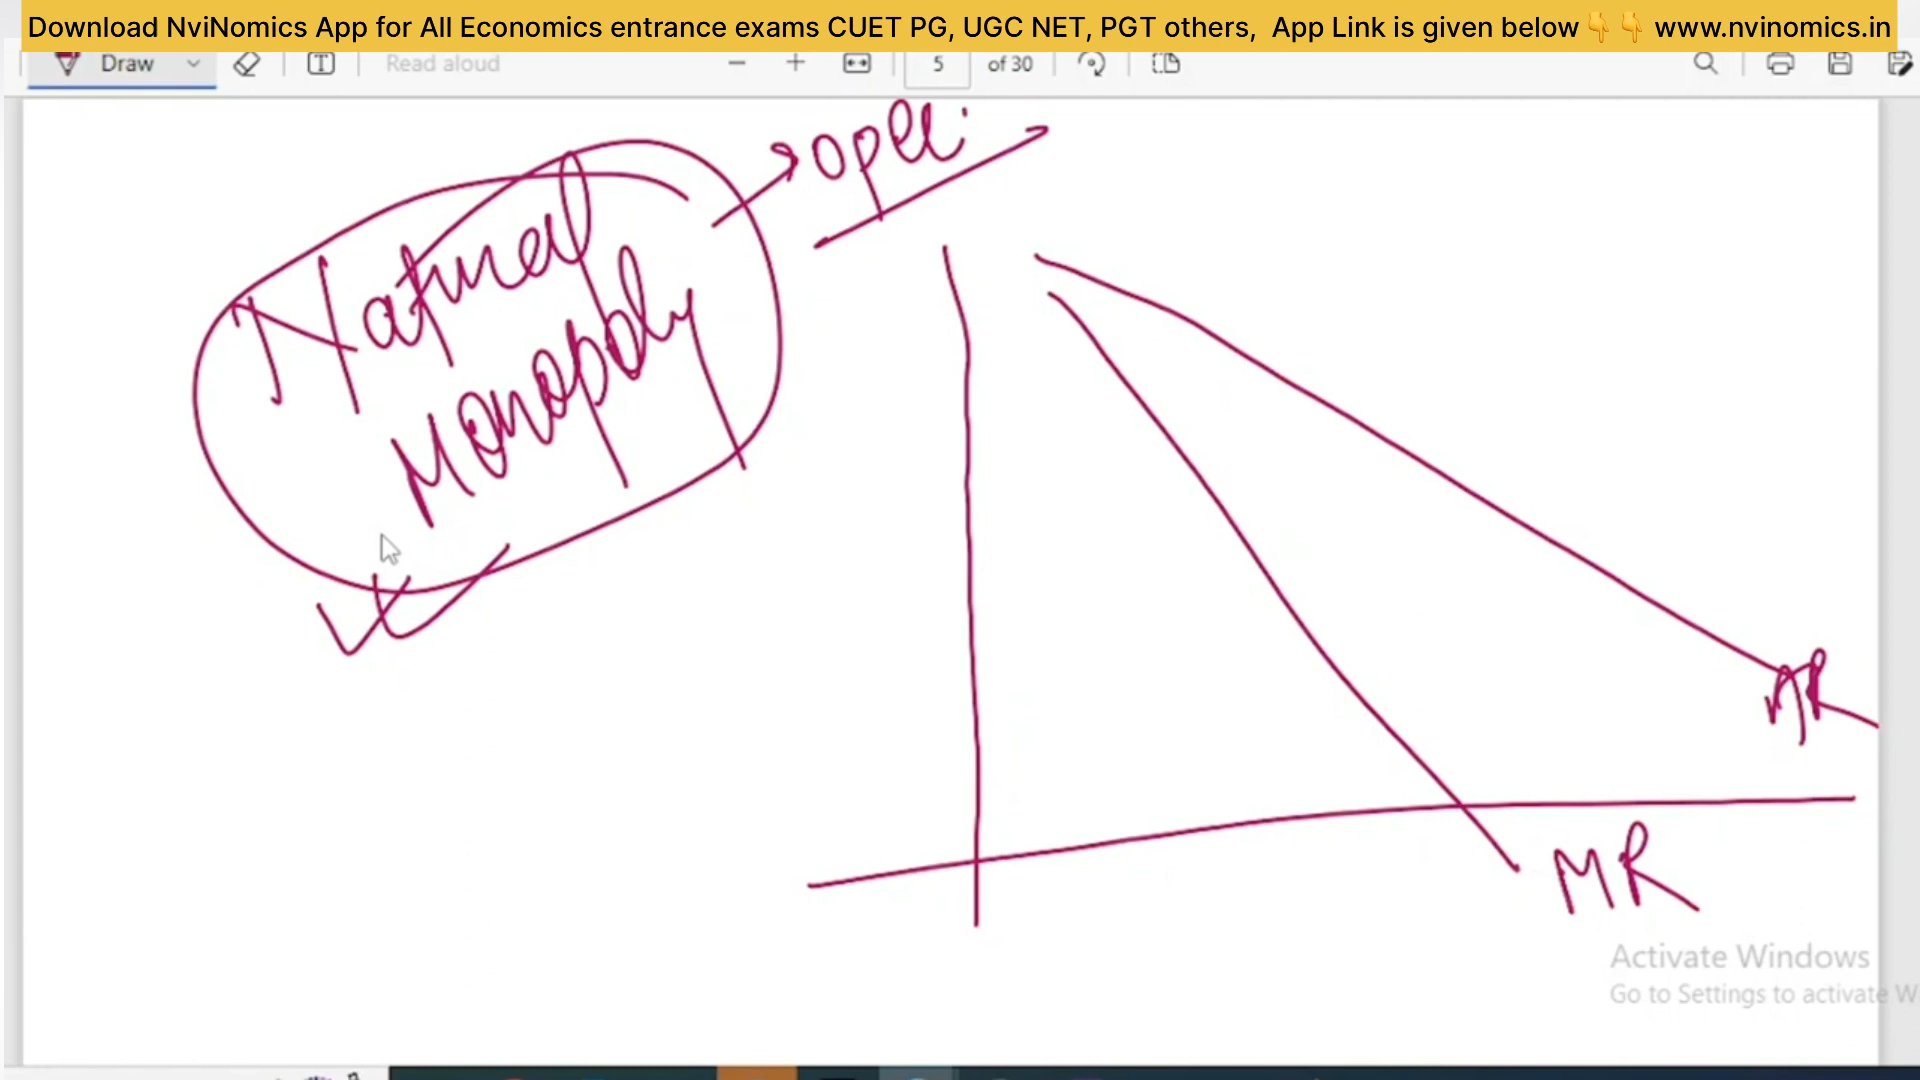 Download NviNomics App for All Economics entrance exams CUET PG, UGC NET, PGT others, App Link is given below👇👇 www.nvinomics.in
Draw
Read aloud
5 of 30
Natural
Monopoly
AR
MR
Activate Windows
Go to Settings to activate W